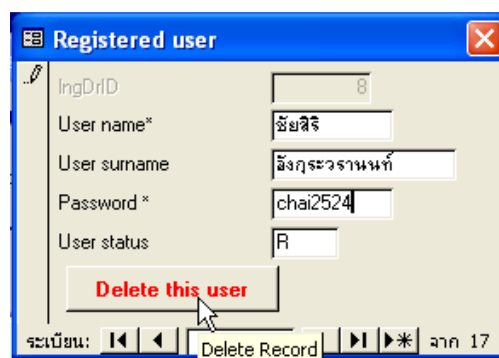 Registered user
lngDrID 8
User name* ชัยสิริ
User surname อังกุระวรานนท์
Password * chai2524
User status R
Delete this user
ระเบียน: จาก 17
Delete Record